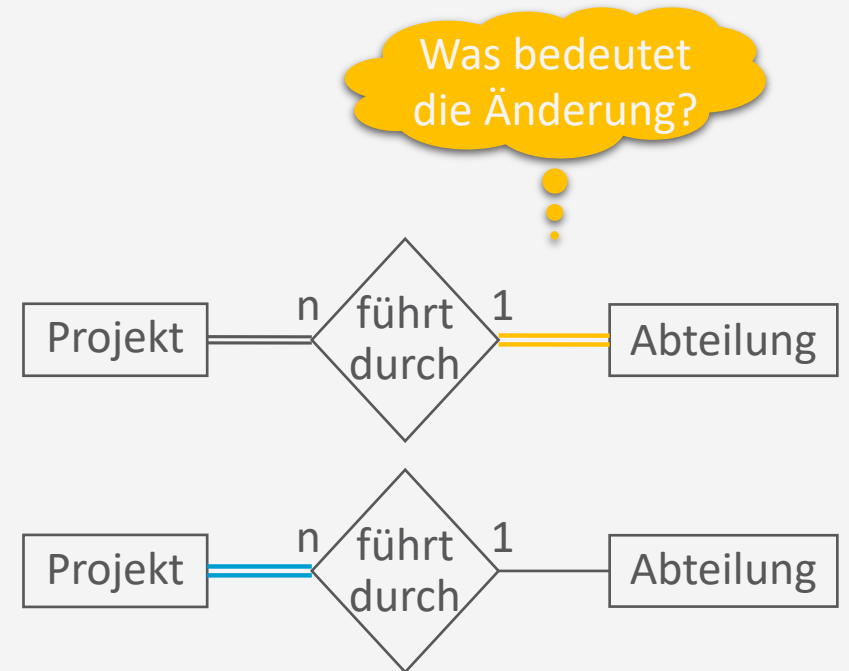 Was bedeutet
die Änderung?
Projekt
n
führt
durch
1
Abteilung
Projekt
n
führt
durch
1
Abteilung